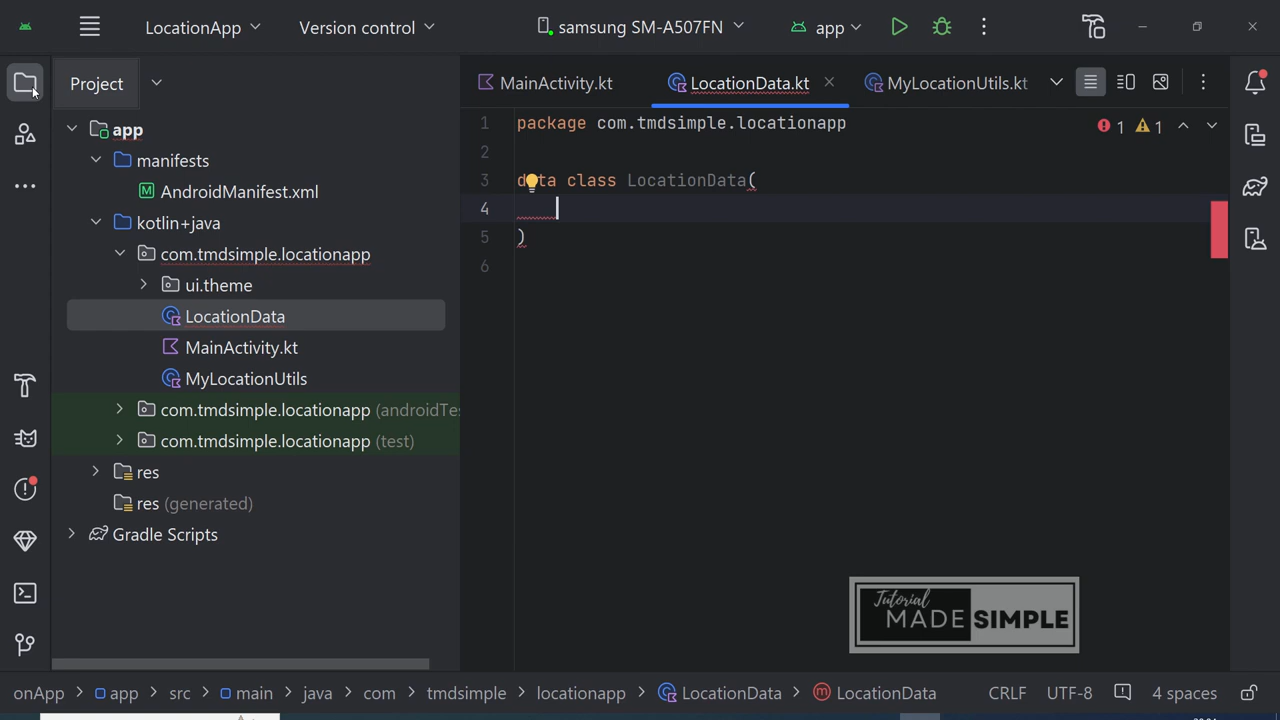 LocationApp
Version control
samsung SM-A507FN
app
Project
MainActivity.kt
LocationData.kt
MyLocationUtils.kt
app
manifests
AndroidManifest.xml
kotlin+java
com.tmdsimple.locationapp
ui.theme
LocationData
MainActivity.kt
MyLocationUtils
com.tmdsimple.locationapp (androidTe
com.tmdsimple.locationapp (test)
res
res (generated)
Gradle Scripts
1 package com.tmdsimple.locationapp
1 1
2
3 data class LocationData(
4
5 )
6
Tutorial
MADE SIMPLE
onApp app src main java com tmdsimple locationapp LocationData LocationData CRLF UTF-8 4 spaces